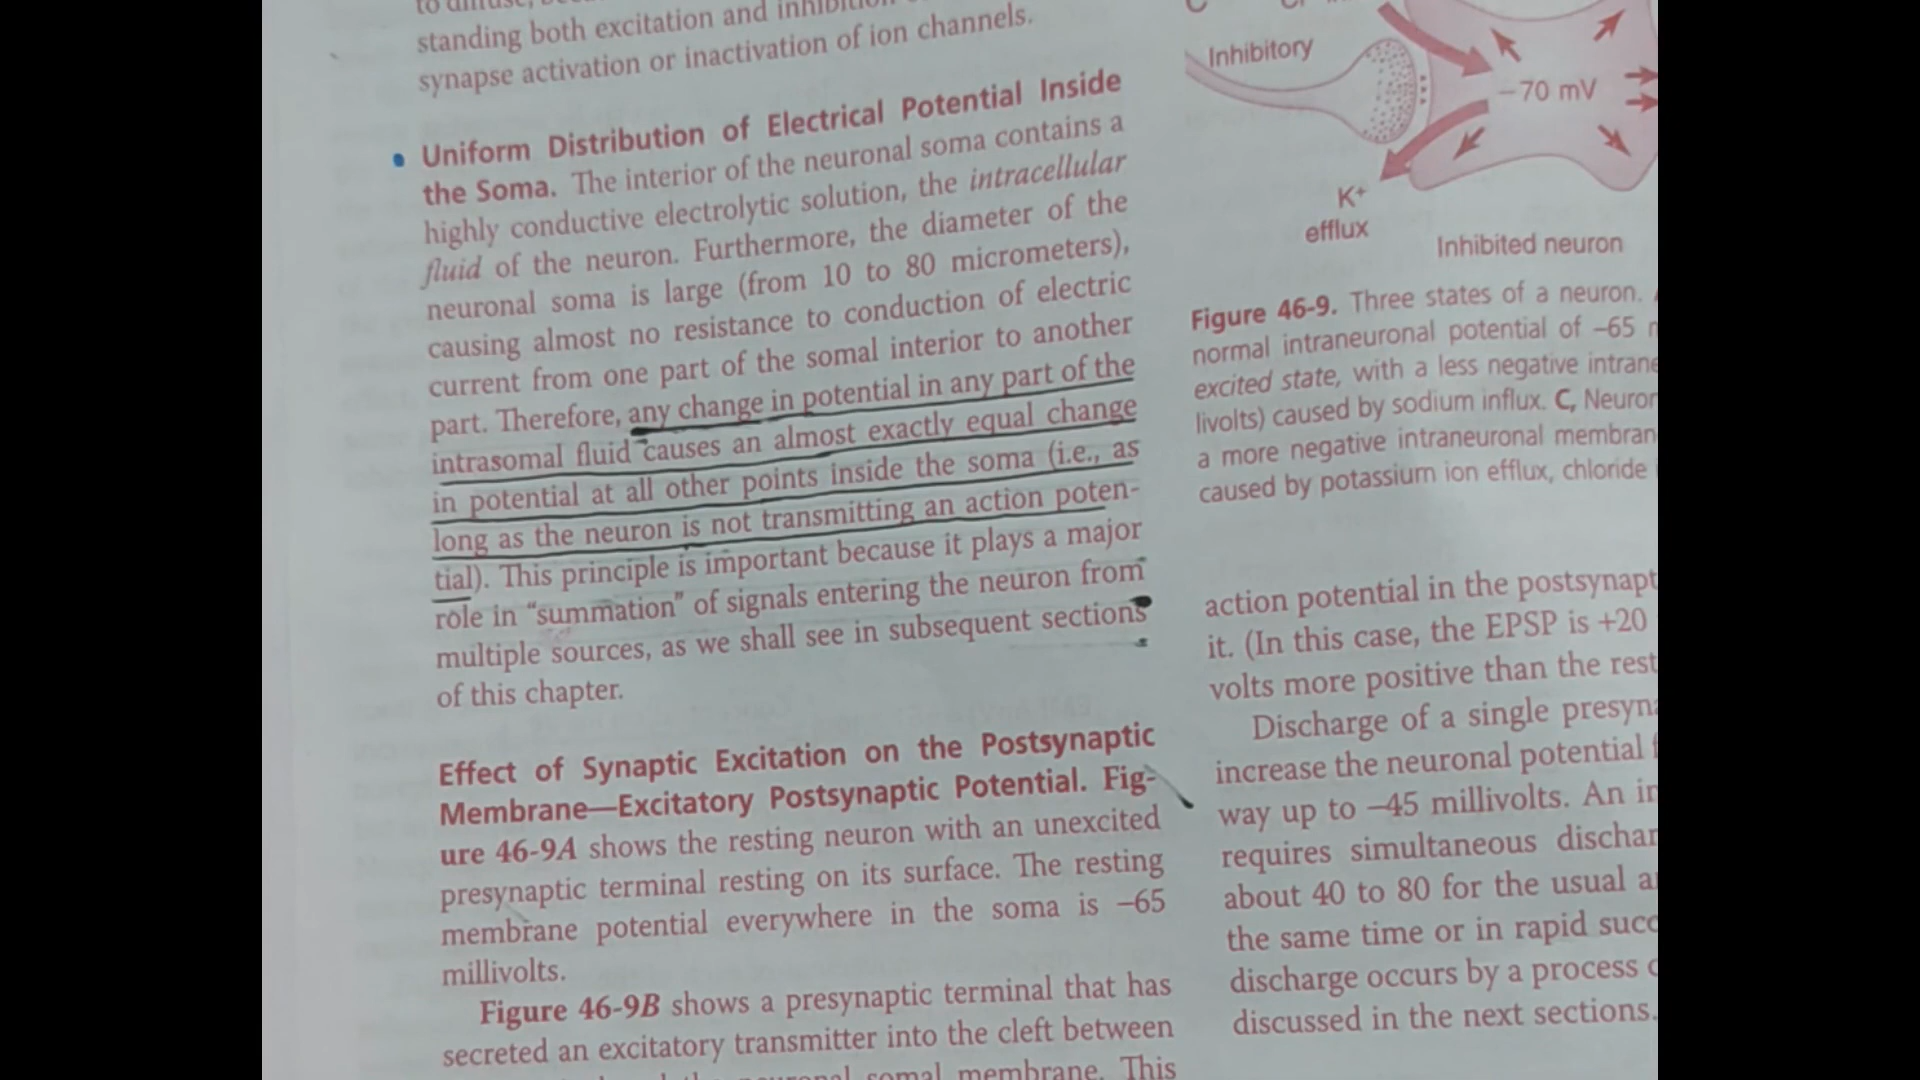 standing both excitation and
synapse activation or inactivation of ion channels.
Uniform Distribution of Electrical Potential Inside
the Soma. The interior of the neuronal soma contains a
highly conductive electrolytic solution, the intracellular
fluid of the neuron. Furthermore, the diameter of the
neuronal soma is large (from 10 to 80 micrometers),
causing almost no resistance to conduction of electric
current from one part of the somal interior to another
part. Therefore, any change in potential in any part of the
intrasomal fluid causes an almost exactly equal change
in potential at all other points inside the soma (i.e., as
long as the neuron is not transmitting an action poten-
tial). This principle is important because it plays a major
role in “summation” of signals entering the neuron from
multiple sources, as we shall see in subsequent sections
of this chapter.
Effect of Synaptic Excitation on the Postsynaptic
Membrane—Excitatory Postsynaptic Potential. Fig-
ure 46-9A shows the resting neuron with an unexcited
presynaptic terminal resting on its surface. The resting
membrane potential everywhere in the soma is –65
millivolts.
Figure 46-9B shows a presynaptic terminal that has
secreted an excitatory transmitter into the cleft between
neuronal somal membrane. This
Inhibitory
–70 mV
K+
efflux
Inhibited neuron
Figure 46-9. Three states of a neuron.
normal intraneuronal potential of –65
excited state, with a less negative intrane
livolts) caused by sodium influx. C, Neuron
a more negative intraneuronal membran
caused by potassium ion efflux, chloride
action potential in the postsynapt
it. (In this case, the EPSP is +20
volts more positive than the rest
Discharge of a single presyna
increase the neuronal potential
way up to –45 millivolts. An in
requires simultaneous dischar
about 40 to 80 for the usual
the same time or in rapid succ
discharge occurs by a process
discussed in the next sections.